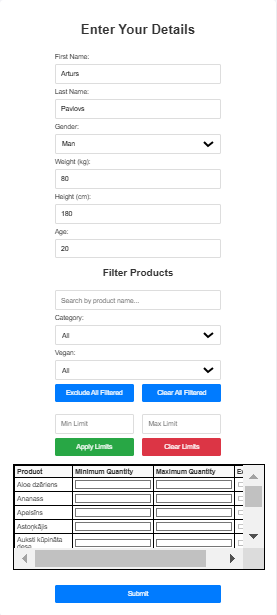 Enter Your Details
First Name:
Arturs
Last Name:
Pavlovs
Gender:
Man
Weight (kg):
80
Height (cm):
180
Age:
20
Filter Products
Search by product name...
Category:
All
Vegan:
All
Exclude All Filtered Clear All Filtered
Min Limit Max Limit
Apply Limits Clear Limits
Product Minimum Quantity Maximum Quantity
Aloe dzēriens
Ananass
Apelsīns
Astoņkājis
Auksti kūpināta
desa
Submit